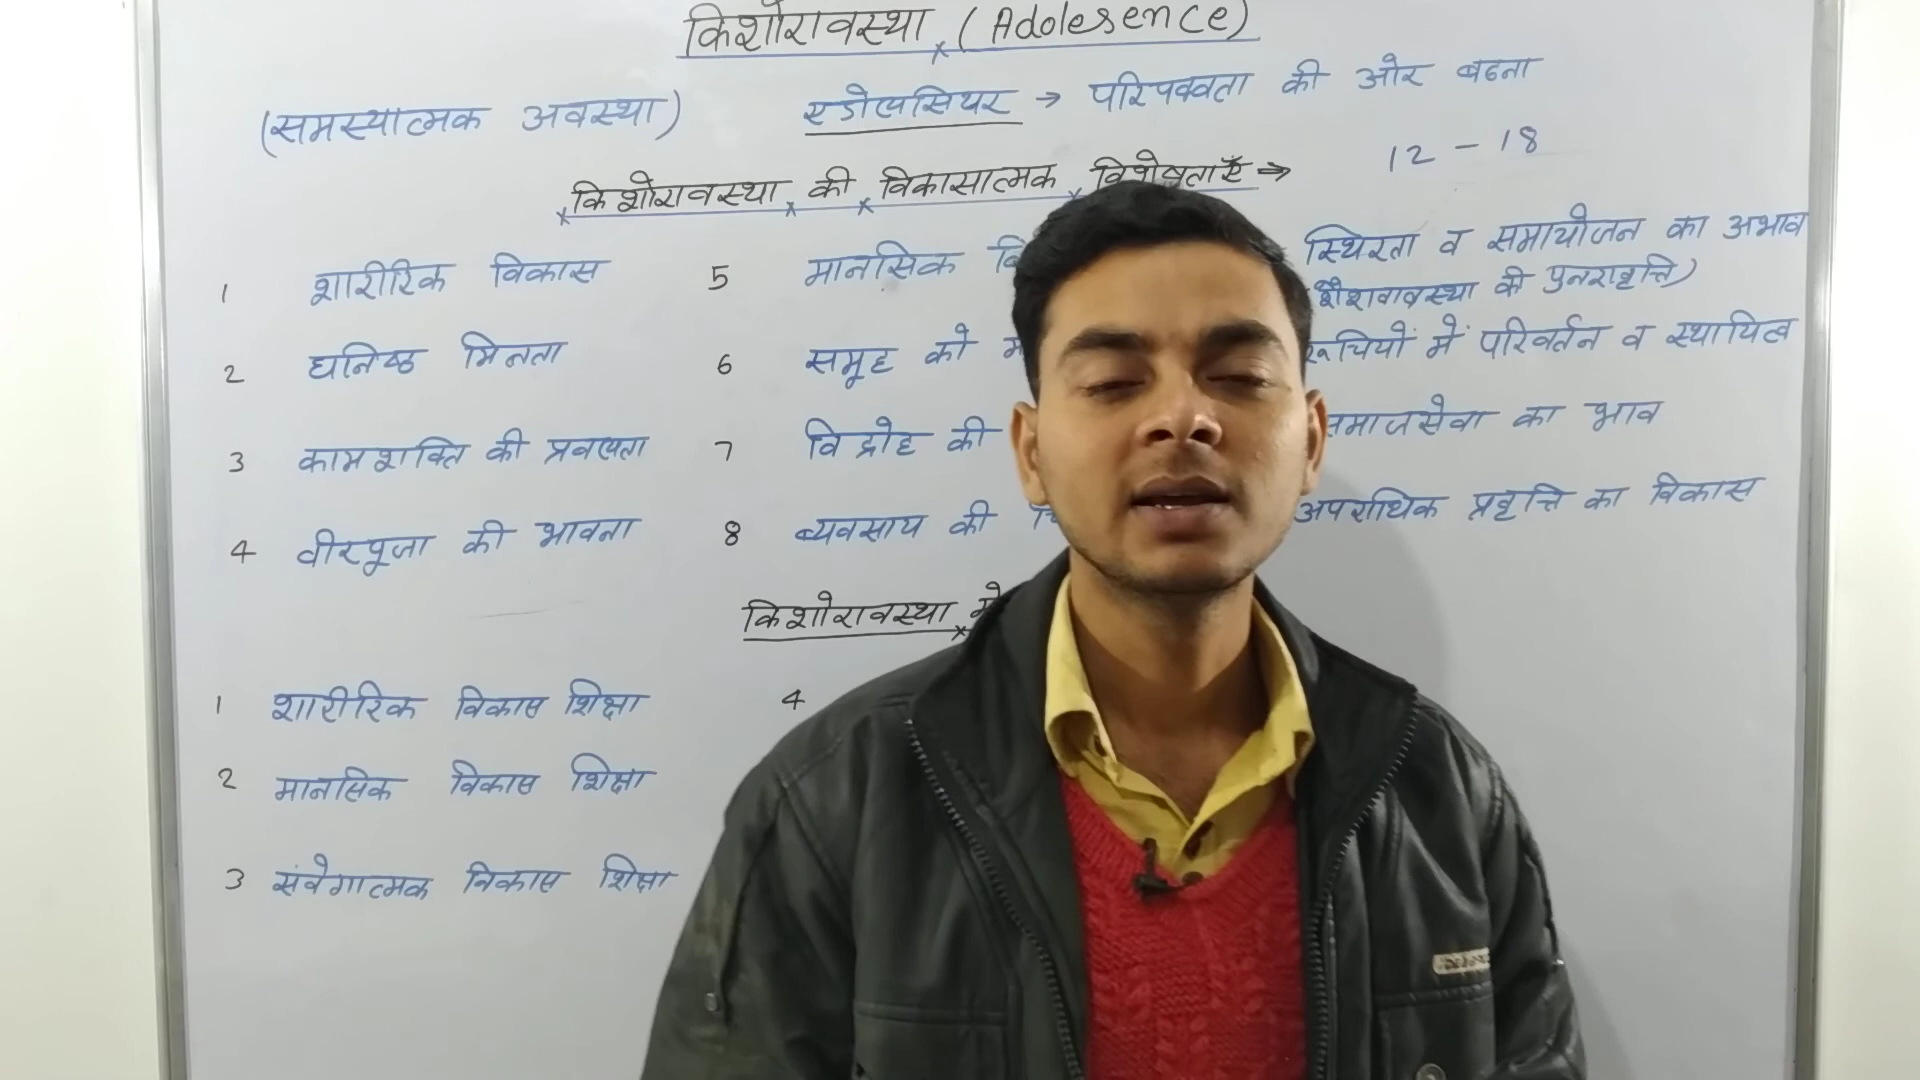 किशोरावस्था (Adolesence)
(समस्यात्मक अवस्था) एडोलसियर → परिपक्वता की ओर बढना
12 - 18
किशोरावस्था की विकासात्मक विशेषताएँ ⇒
1 शारीरिक विकास
2 घनिष्ठ मित्रता
3 कामशक्ति की प्रबलता
4 वीरपूजा की भावना
5 मानसिक
6 समूह को
7 विद्रोह की
8 व्यवसाय की
स्थिरता व समायोजन का अभाव
शैशवावस्था की पुनरावृत्ति)
रूचियों में परिवर्तन व स्थायित्व
समाजसेवा का भाव
अपराधिक प्रवृत्ति का विकास
किशोरावस्था में
1 शारीरिक विकास शिक्षा
2 मानसिक विकास शिक्षा
3 संवेगात्मक विकास शिक्षा
4